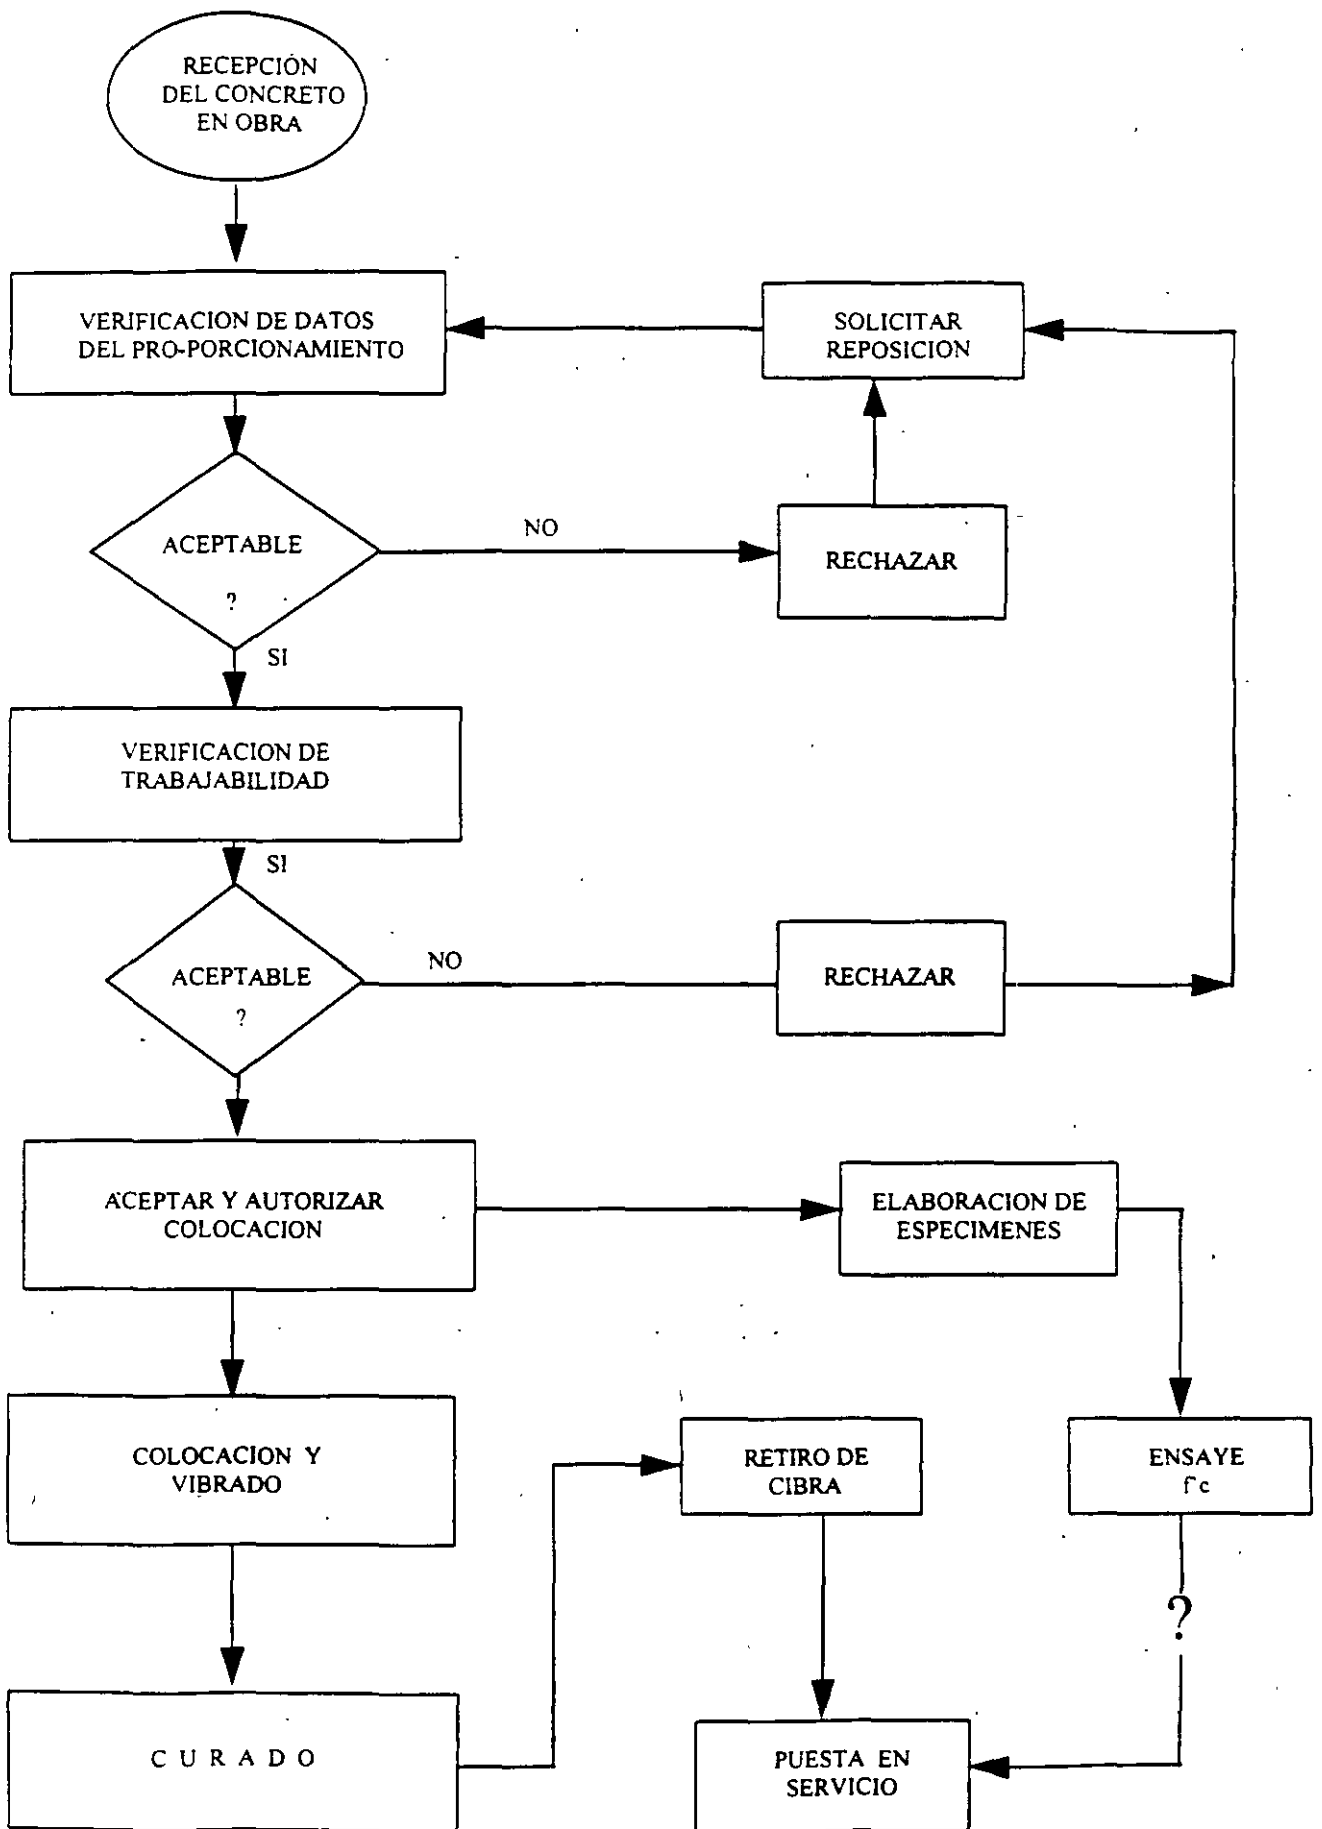 RECEPCIÓN
DEL CONCRETO
EN OBRA
VERIFICACION DE DATOS
DEL PRO-PORCIONAMIENTO
SOLICITAR
REPOSICION
ACEPTABLE
?
NO
RECHAZAR
SI
VERIFICACION DE
TRABAJABILIDAD
SI
ACEPTABLE
?
NO
RECHAZAR
ACEPTAR Y AUTORIZAR
COLOCACION
ELABORACION DE
ESPECIMENES
COLOCACION Y
VIBRADO
RETIRO DE
CIBRA
ENSAYE
f'c
?
C U R A D O
PUESTA EN
SERVICIO